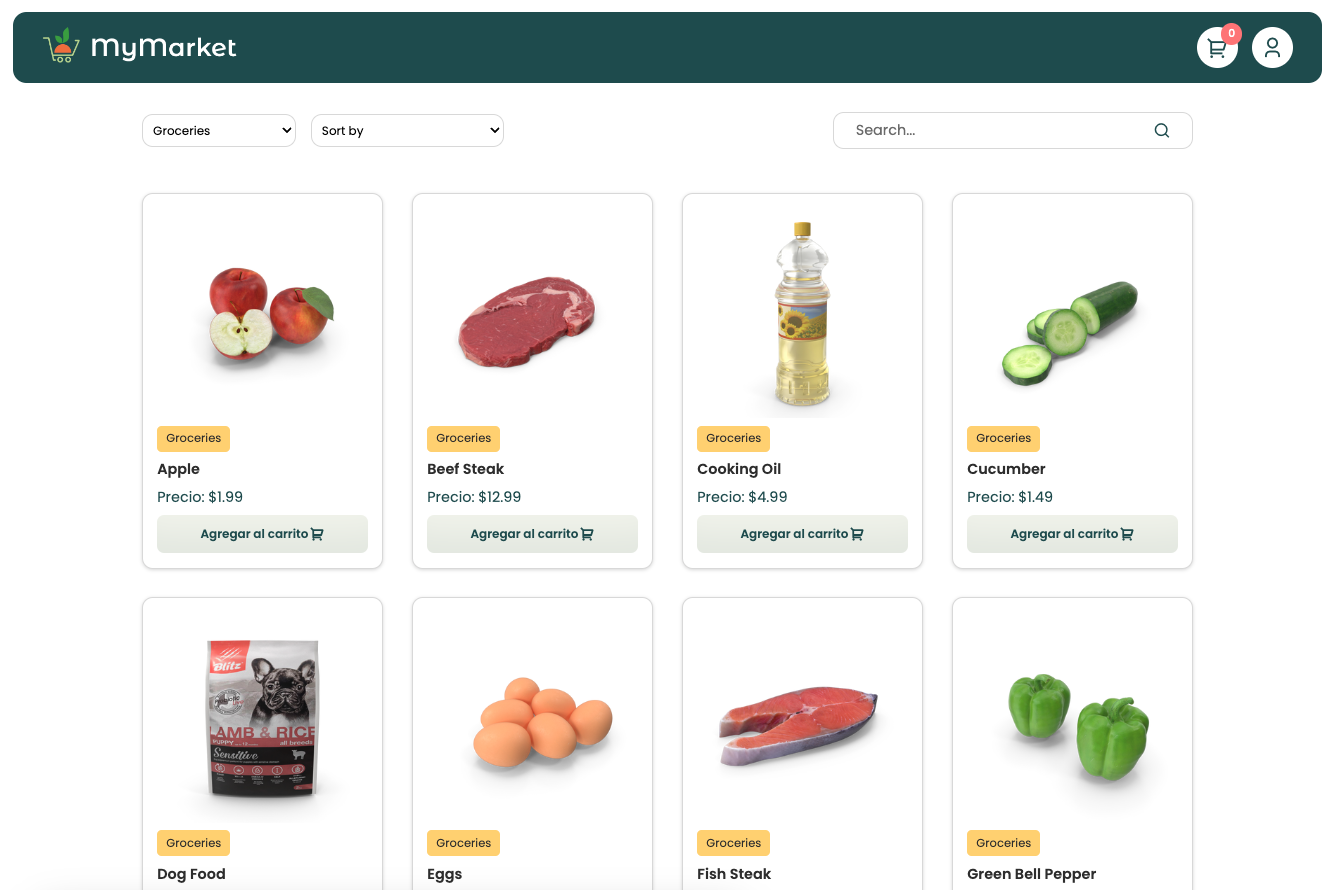 MyMarket
0
Groceries
Sort by
Search...
Groceries
Apple
Precio: $1.99
Agregar al carrito
Groceries
Beef Steak
Precio: $12.99
Agregar al carrito
Groceries
Cooking Oil
Precio: $4.99
Agregar al carrito
Groceries
Cucumber
Precio: $1.49
Agregar al carrito
Blitz
LAMB & RICE
PUPPY
all breeds
Sensitive
Groceries
Dog Food
Groceries
Eggs
Groceries
Fish Steak
Groceries
Green Bell Pepper